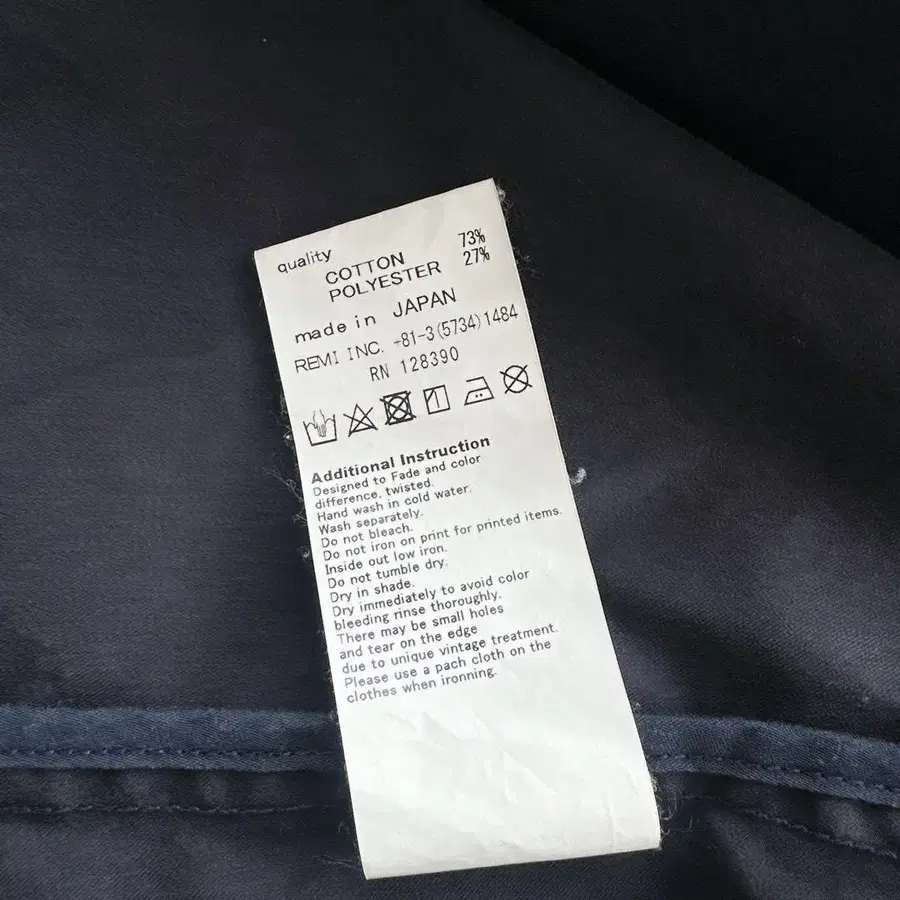 quality
COTTON 73%
POLYESTER 27%
made in JAPAN
REMI INC. +81-3(5734)1484
RN 128390
Additional Instruction
Designed to Fade and color
difference, twisted.
Hand wash in cold water.
Wash separately.
Do not bleach.
Do not iron on print for printed items.
Inside out low iron.
Do not tumble dry.
Dry in shade.
Dry immediately to avoid color
bleeding rinse thoroughly.
There may be small holes
and tear on the edge
due to unique vintage treatment.
Please use a pach cloth on the
clothes when ironning.